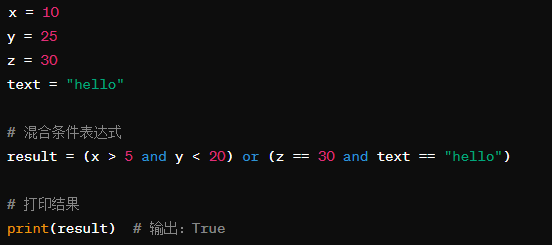 x = 10
y = 25
z = 30
text = "hello"
# 混合条件表达式
result = (x > 5 and y < 20) or (z == 30 and text == "hello")
# 打印结果
print(result)  # 输出: True